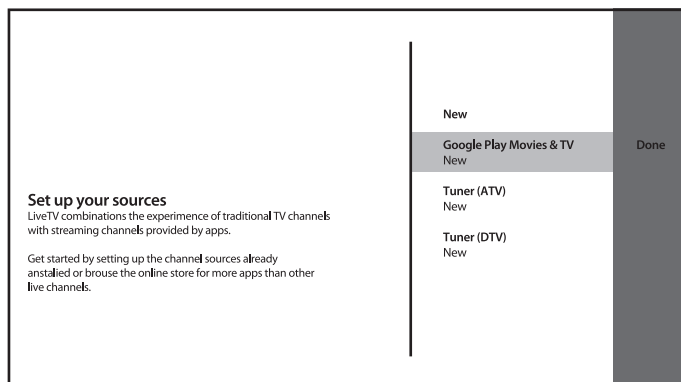 Set up your sources
LiveTV combinations the experimence of traditional TV channels
with streaming channels provided by apps.
Get started by setting up the channel sources already
anstalied or brouse the online store for more apps than other
live channels.
New
Google Play Movies & TV
New
Tuner (ATV)
New
Tuner (DTV)
New
Done